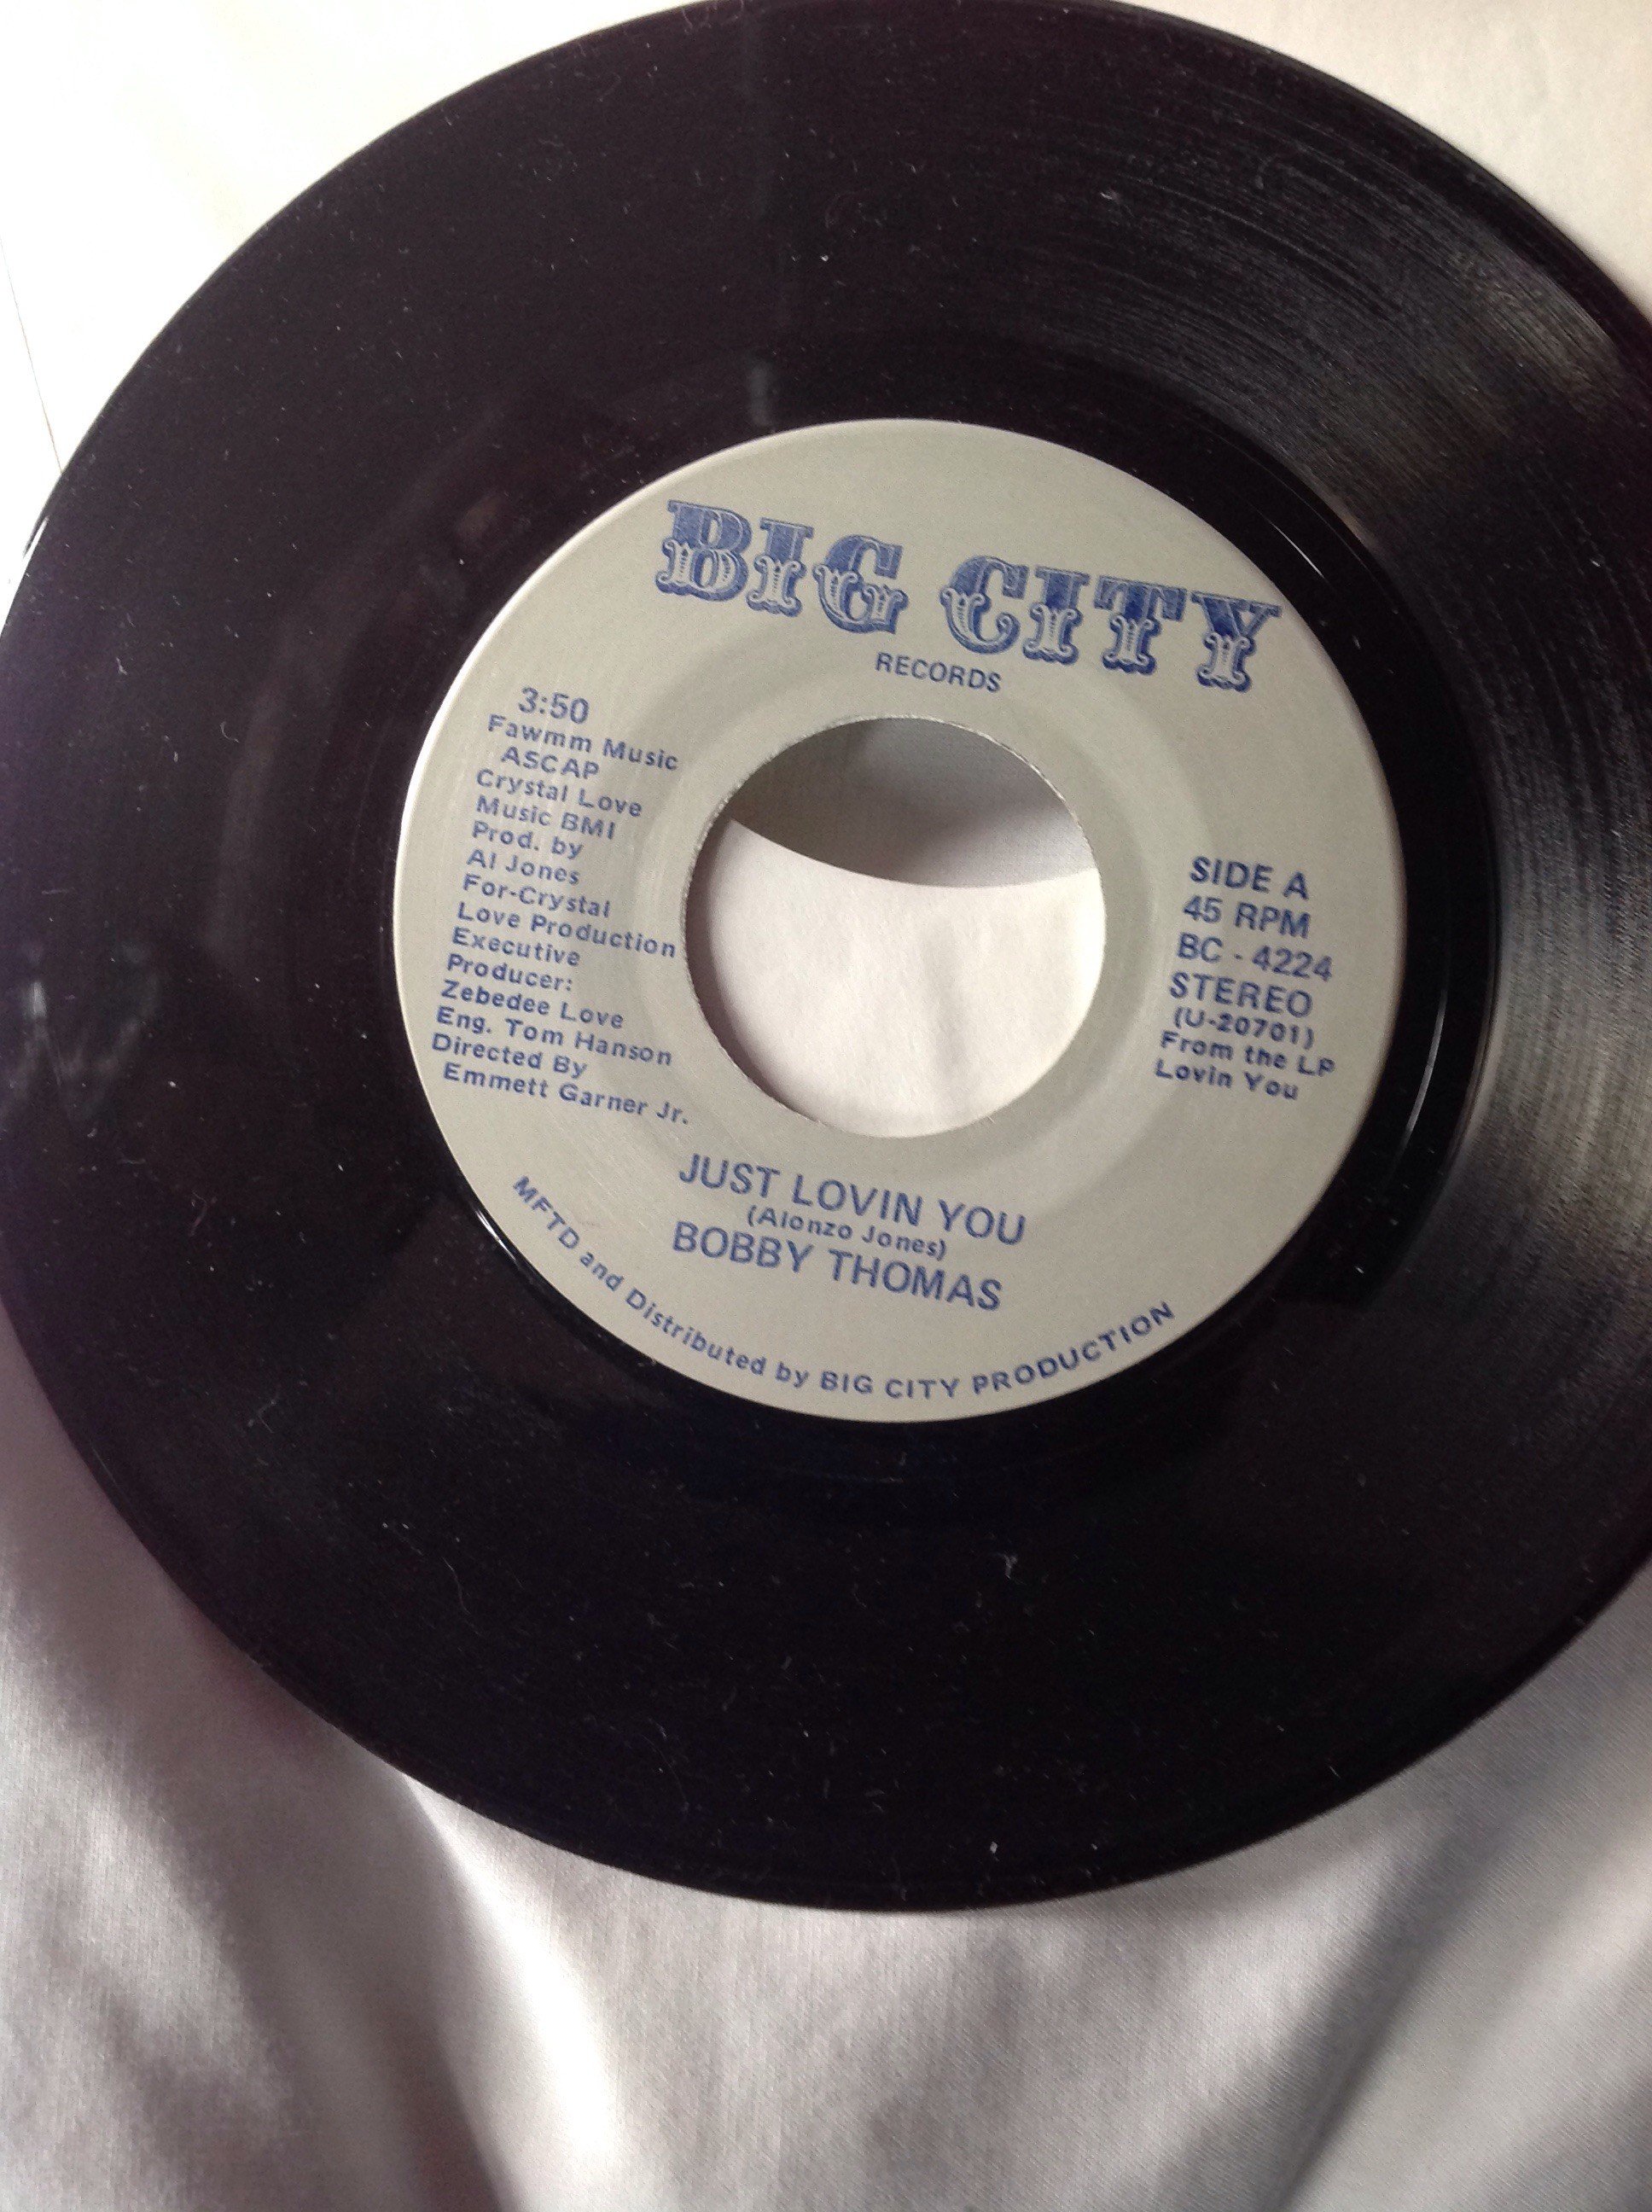 BIG CITY
RECORDS
3:50
Fawmm Music
ASCAP
Crystal Love
Music BMI
Prod. by
Al Jones
For-Crystal
Love Production
Executive
Producer:
Zebedee Love
Eng. Tom Hanson
Directed By
Emmett Garner Jr.
SIDE A
45 RPM
BC - 4224
STEREO
(U-20701)
From the LP
Lovin You
JUST LOVIN YOU
(Alonzo Jones)
BOBBY THOMAS
MFTD and Distributed by BIG CITY PRODUCTION